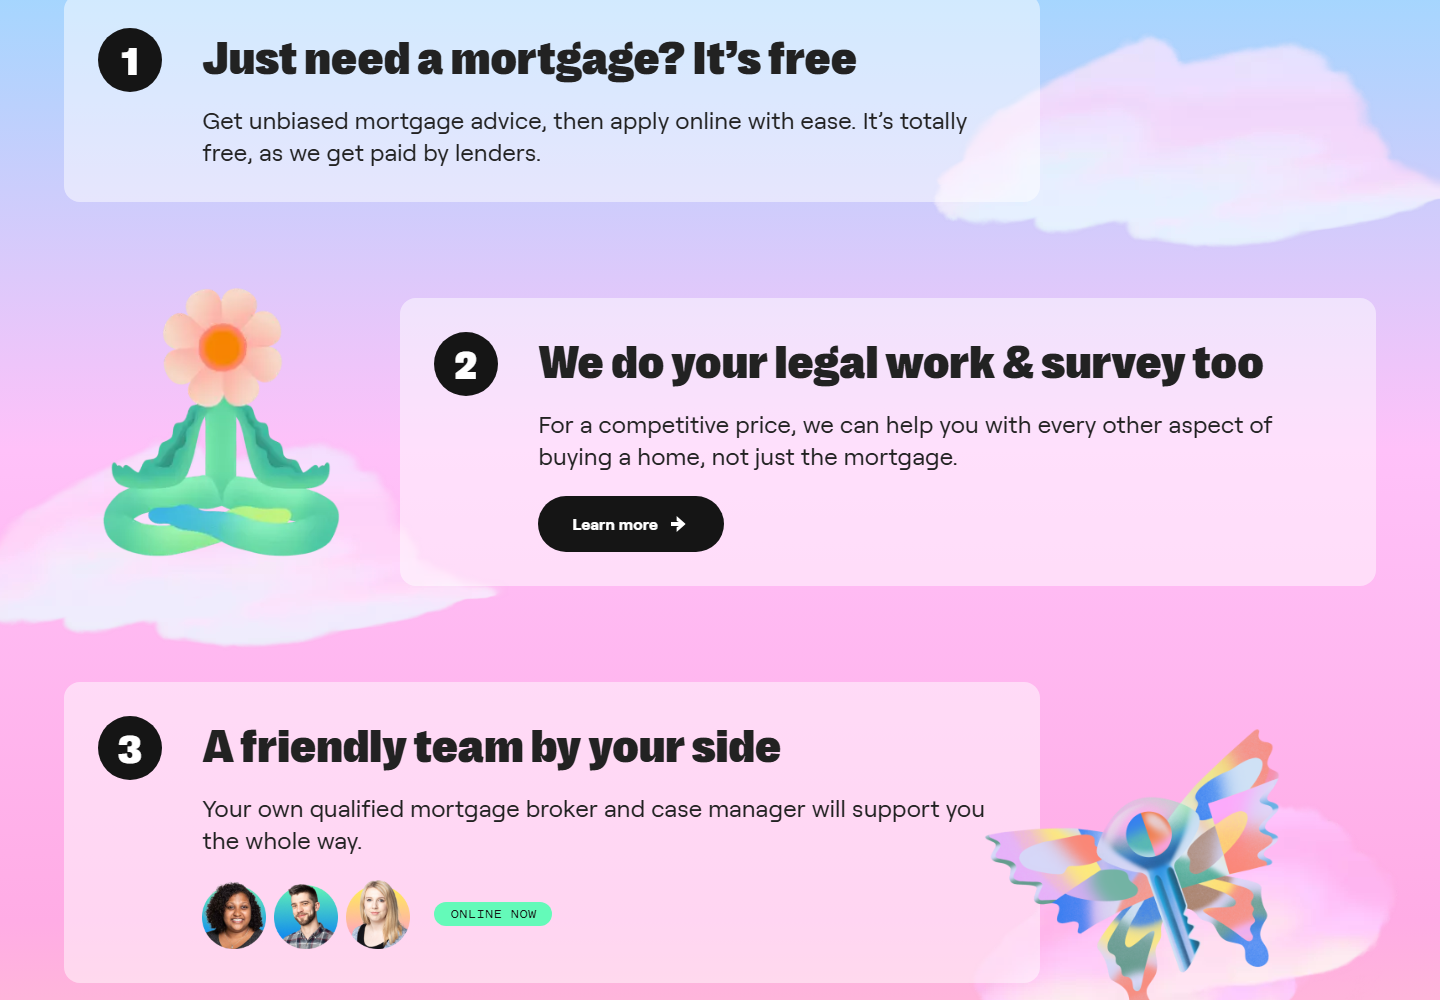 1
Just need a mortgage? It’s free
Get unbiased mortgage advice, then apply online with ease. It’s totally
free, as we get paid by lenders.
2
We do your legal work & survey too
For a competitive price, we can help you with every other aspect of
buying a home, not just the mortgage.
Learn more
3
A friendly team by your side
Your own qualified mortgage broker and case manager will support you
the whole way.
ONLINE NOW